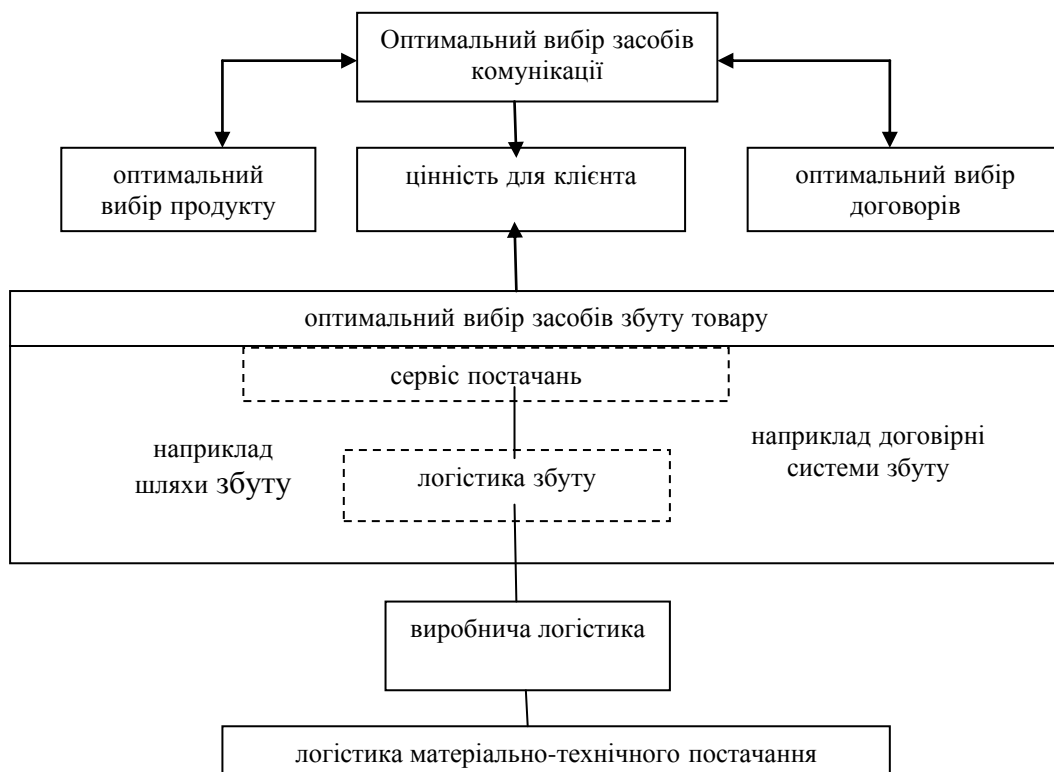 Оптимальний вибір засобів
комунікації
оптимальний
вибір продукту
цінність для клієнта
оптимальний вибір
договорів
оптимальний вибір засобів збуту товару
сервіс постачань
наприклад
шляхи збуту
логістика збуту
наприклад договірні
системи збуту
виробнича логістика
логістика матеріально-технічного постачання